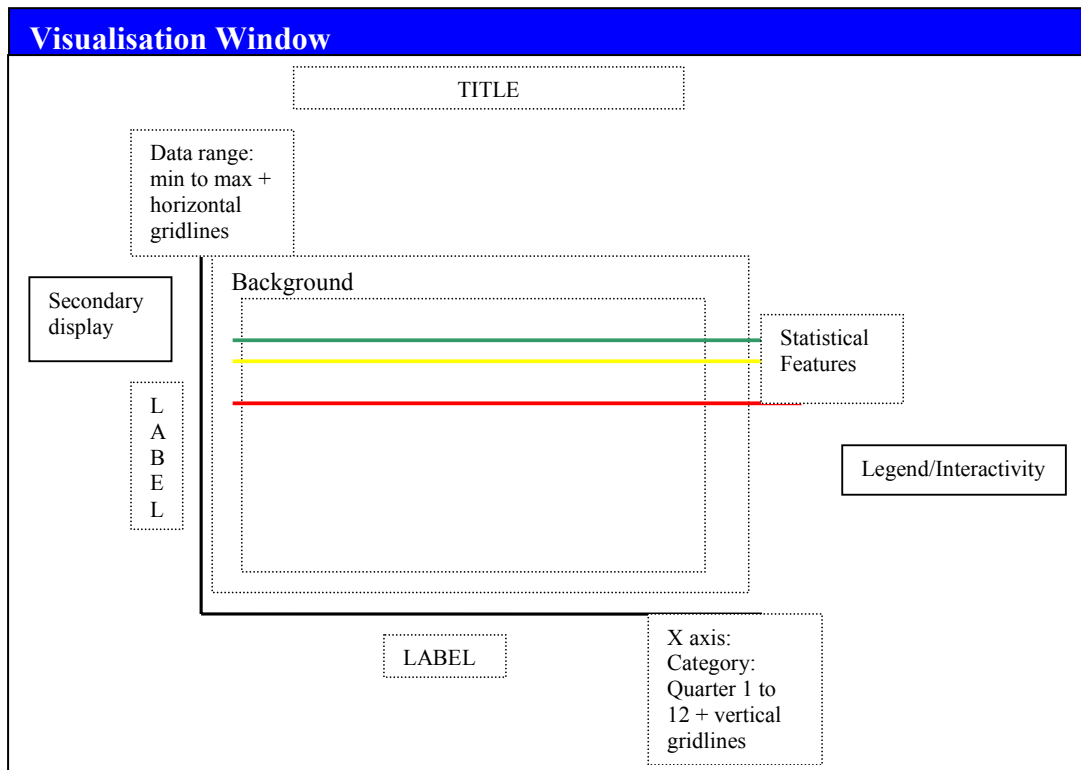 Visualisation Window
TITLE
Data range:
min to max +
horizontal
gridlines
Background
Secondary
display
Statistical
Features
L
A
B
E
L
Legend/Interactivity
LABEL
X axis:
Category:
Quarter 1 to
12 + vertical
gridlines